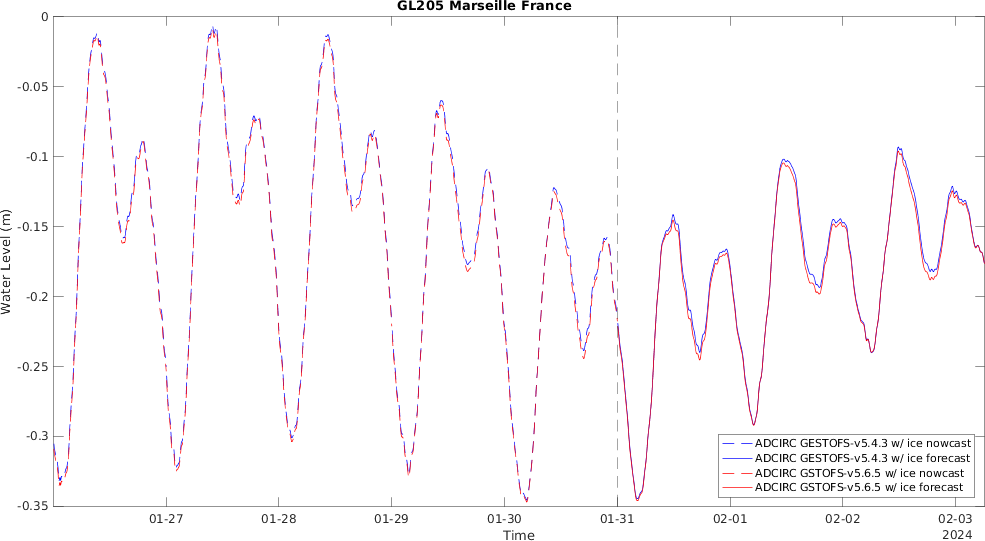 GL205 Marseille France
Water Level (m)
0
-0.05
-0.1
-0.15
-0.2
-0.25
-0.3
-0.35
01-27
01-28
01-29
01-30
01-31
02-01
02-02
02-03
2024
Time
ADCIRC GESTOFS-v5.4.3 w/ ice nowcast
ADCIRC GESTOFS-v5.4.3 w/ ice forecast
ADCIRC GSTOFS-v5.6.5 w/ ice nowcast
ADCIRC GSTOFS-v5.6.5 w/ ice forecast